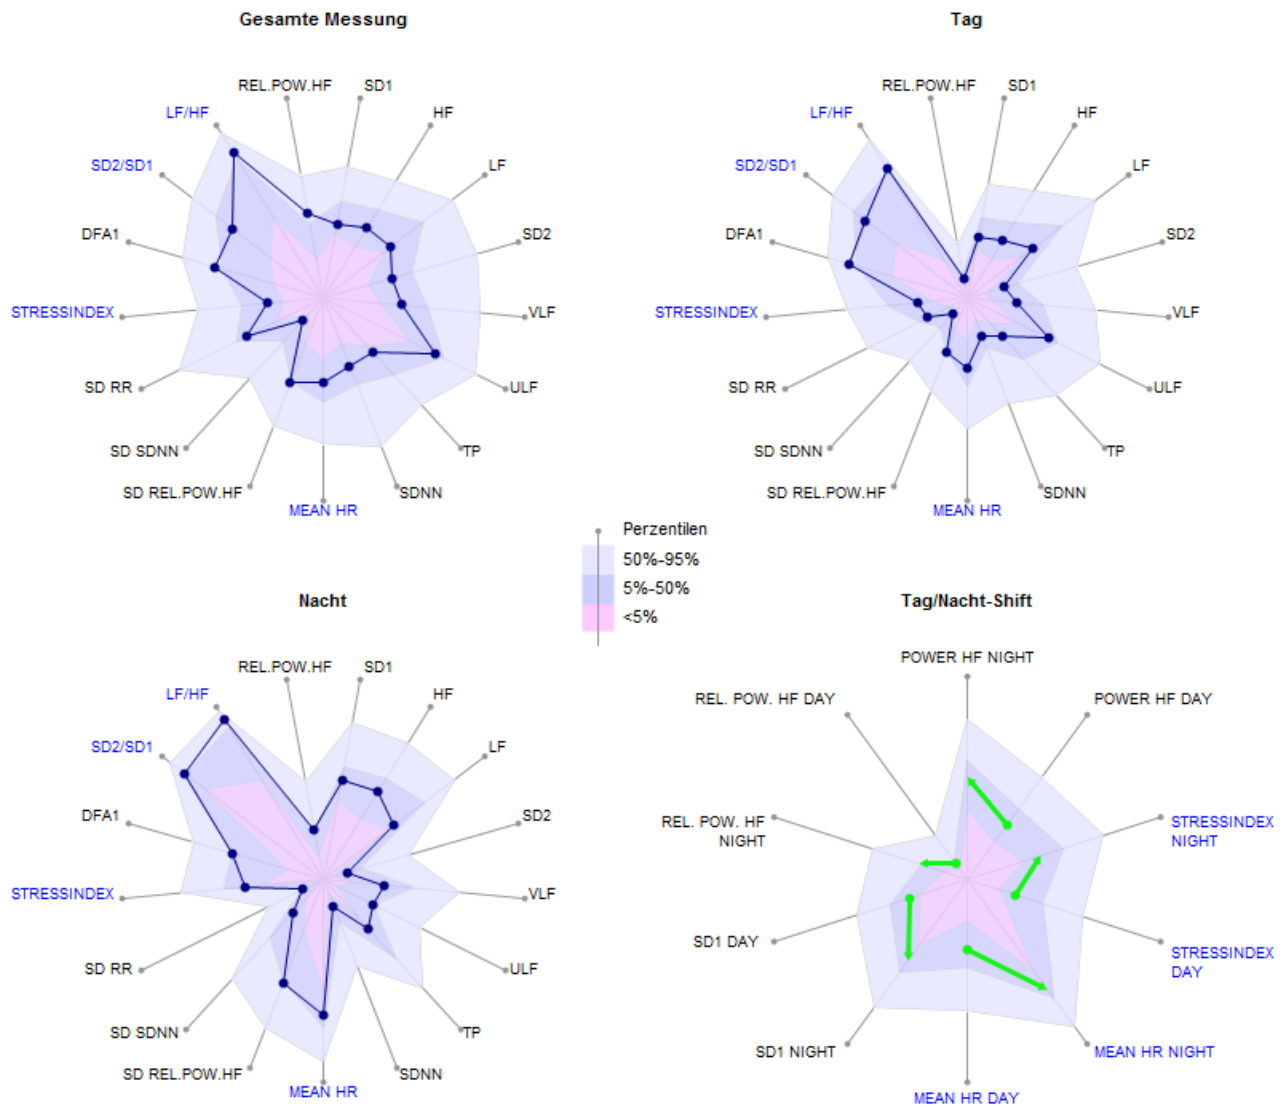 Gesamte Messung
REL.POW.HF
SD1
LF/HF
HF
SD2/SD1
LF
DFA1
SD2
STRESSINDEX
VLF
SD RR
ULF
SD SDNN
TP
SD REL.POW.HF
SDNN
MEAN HR
Tag
REL.POW.HF
SD1
LF/HF
HF
SD2/SD1
LF
DFA1
SD2
STRESSINDEX
VLF
SD RR
ULF
SD SDNN
TP
SD REL.POW.HF
SDNN
MEAN HR
Perzentilen
50%-95%
5%-50%
<5%
Nacht
REL.POW.HF
SD1
LF/HF
HF
SD2/SD1
LF
DFA1
SD2
STRESSINDEX
VLF
SD RR
ULF
SD SDNN
TP
SD REL.POW.HF
SDNN
MEAN HR
Tag/Nacht-Shift
POWER HF NIGHT
REL. POW. HF DAY
POWER HF DAY
REL. POW. HF
NIGHT
STRESSINDEX
NIGHT
SD1 DAY
STRESSINDEX
DAY
SD1 NIGHT
MEAN HR NIGHT
MEAN HR DAY